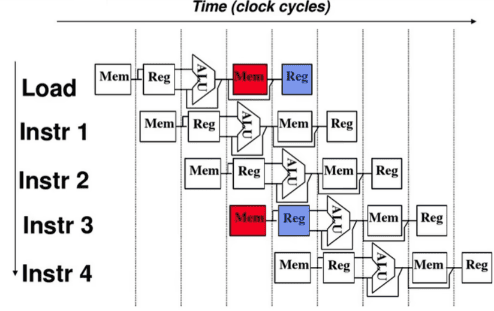 Time (clock cycles)
Load Mem Reg ALU Mem Reg
Instr 1 Mem Reg ALU Mem Reg
Instr 2 Mem Reg ALU Mem Reg
Instr 3 Mem Reg ALU Mem Reg
Instr 4 Mem Reg ALU Mem Reg